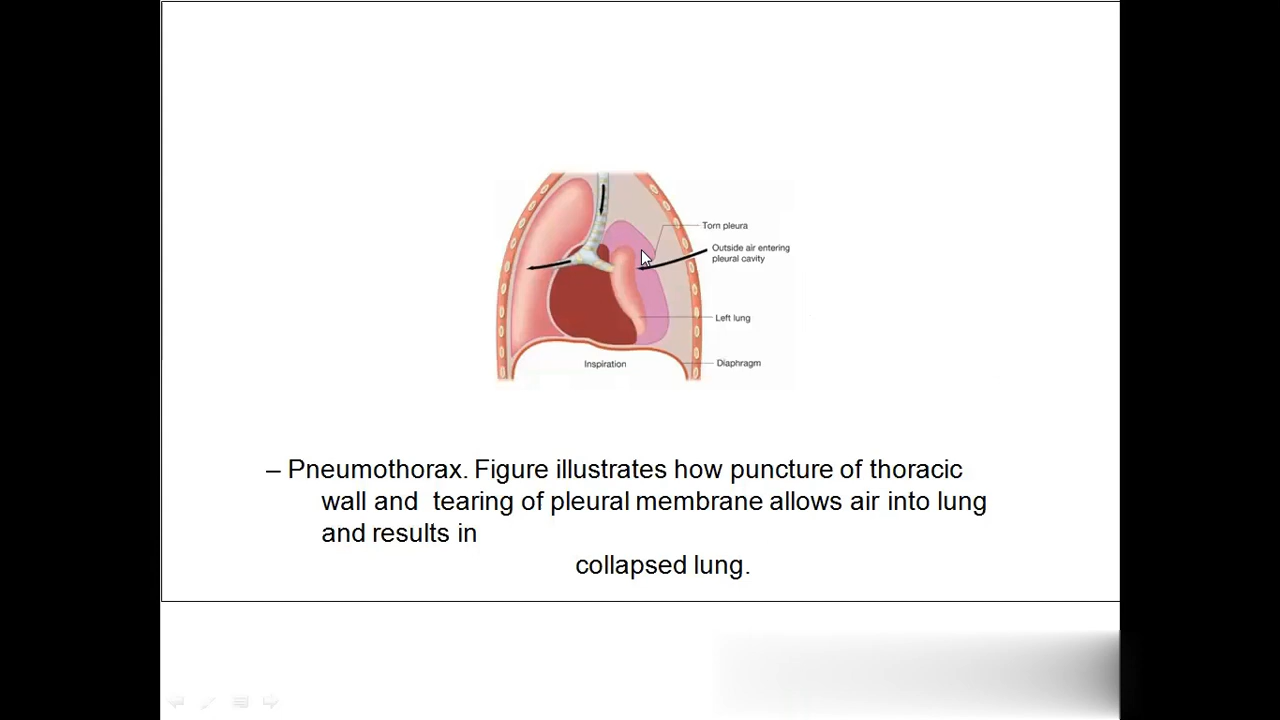 Torn pleura
Outside air entering
pleural cavity
Left lung
Diaphragm
Inspiration
– Pneumothorax. Figure illustrates how puncture of thoracic
wall and  tearing of pleural membrane allows air into lung
and results in
collapsed lung.